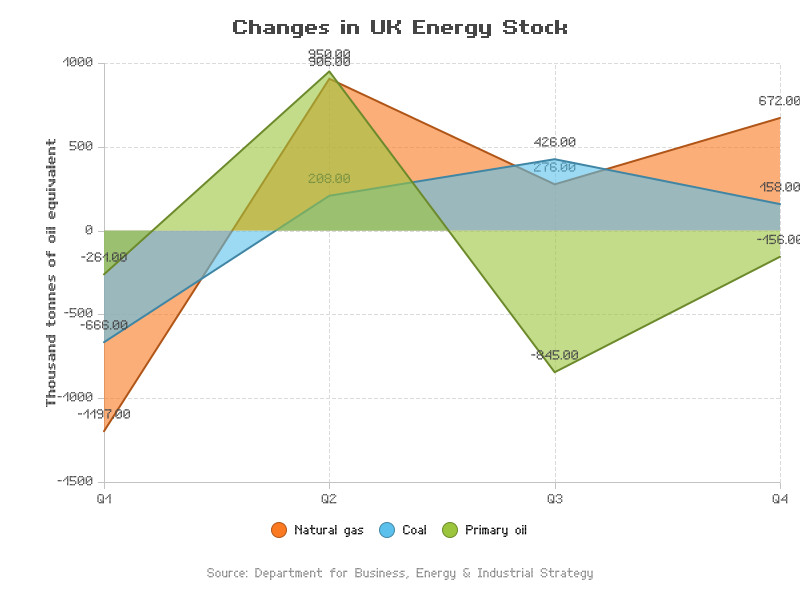 Changes in UK Energy Stock
Thousand tonnes of oil equivalent
1000
500
0
-500
-1000
-1500
Q1
Q2
Q3
Q4
-1197.00
906.00
276.00
672.00
-666.00
208.00
426.00
158.00
-261.00
950.00
-845.00
-156.00
Natural gas
Coal
Primary oil
Source: Department for Business, Energy & Industrial Strategy